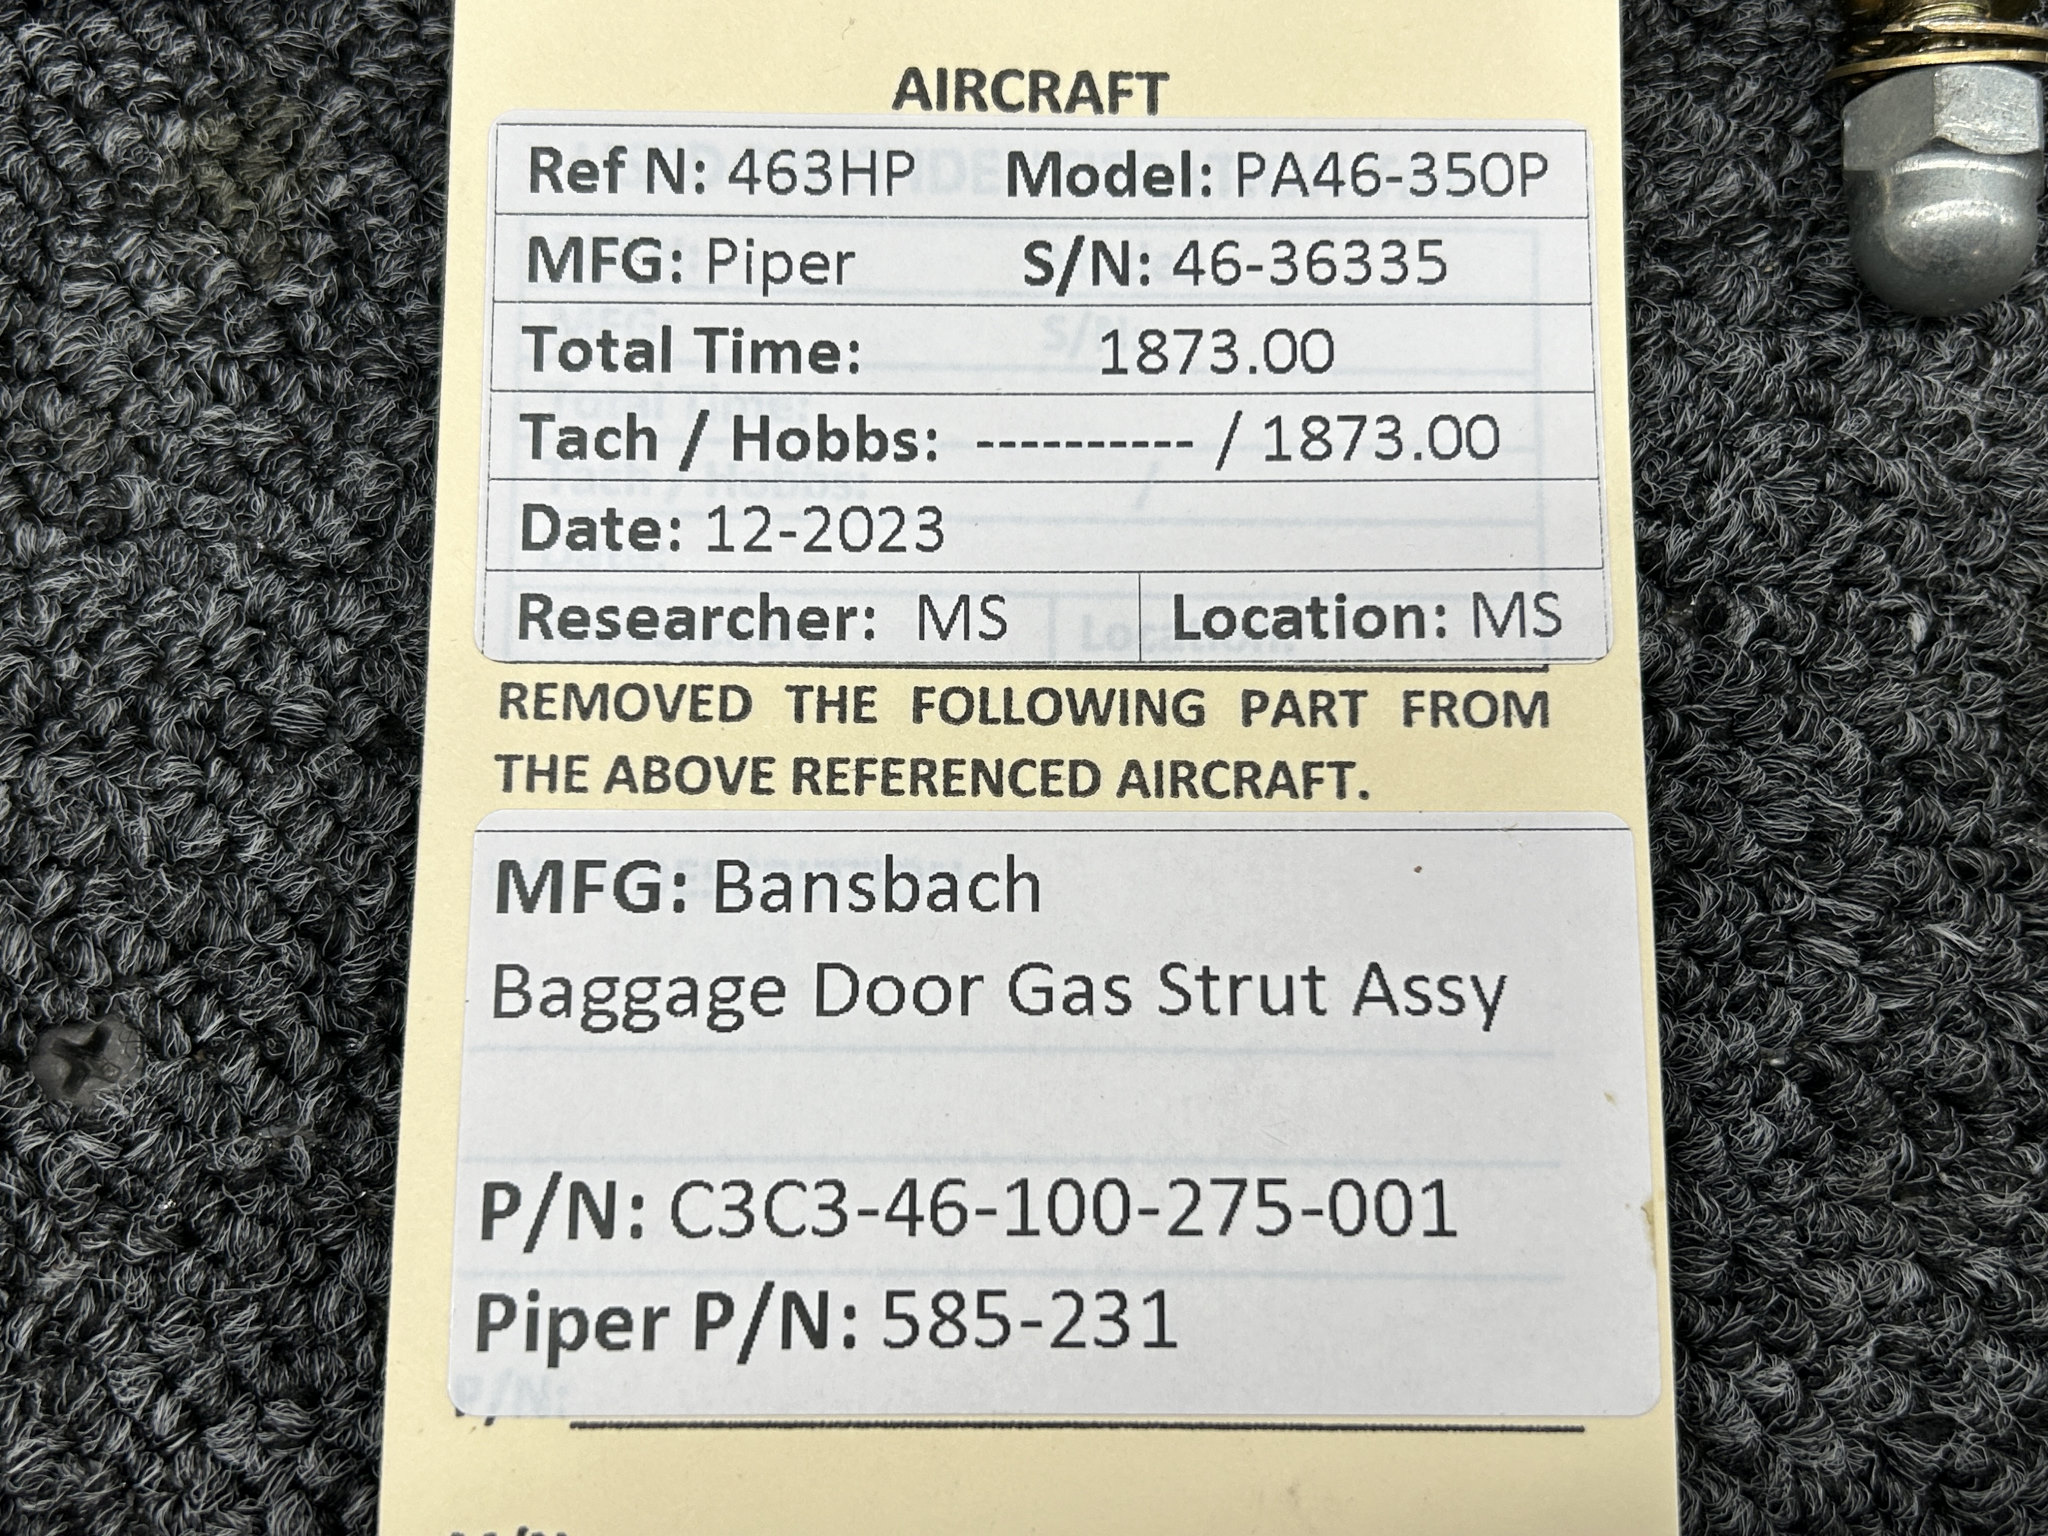 AIRCRAFT
Ref N: 463HP Model: PA46-350P
MFG: Piper S/N: 46-36335
Total Time: 1873.00
Tach / Hobbs: ---------- / 1873.00
Date: 12-2023
Researcher: MS Location: MS
REMOVED THE FOLLOWING PART FROM
THE ABOVE REFERENCED AIRCRAFT.
MFG: Bansbach
Baggage Door Gas Strut Assy
P/N: C3C3-46-100-275-001
Piper P/N: 585-231
P/N: